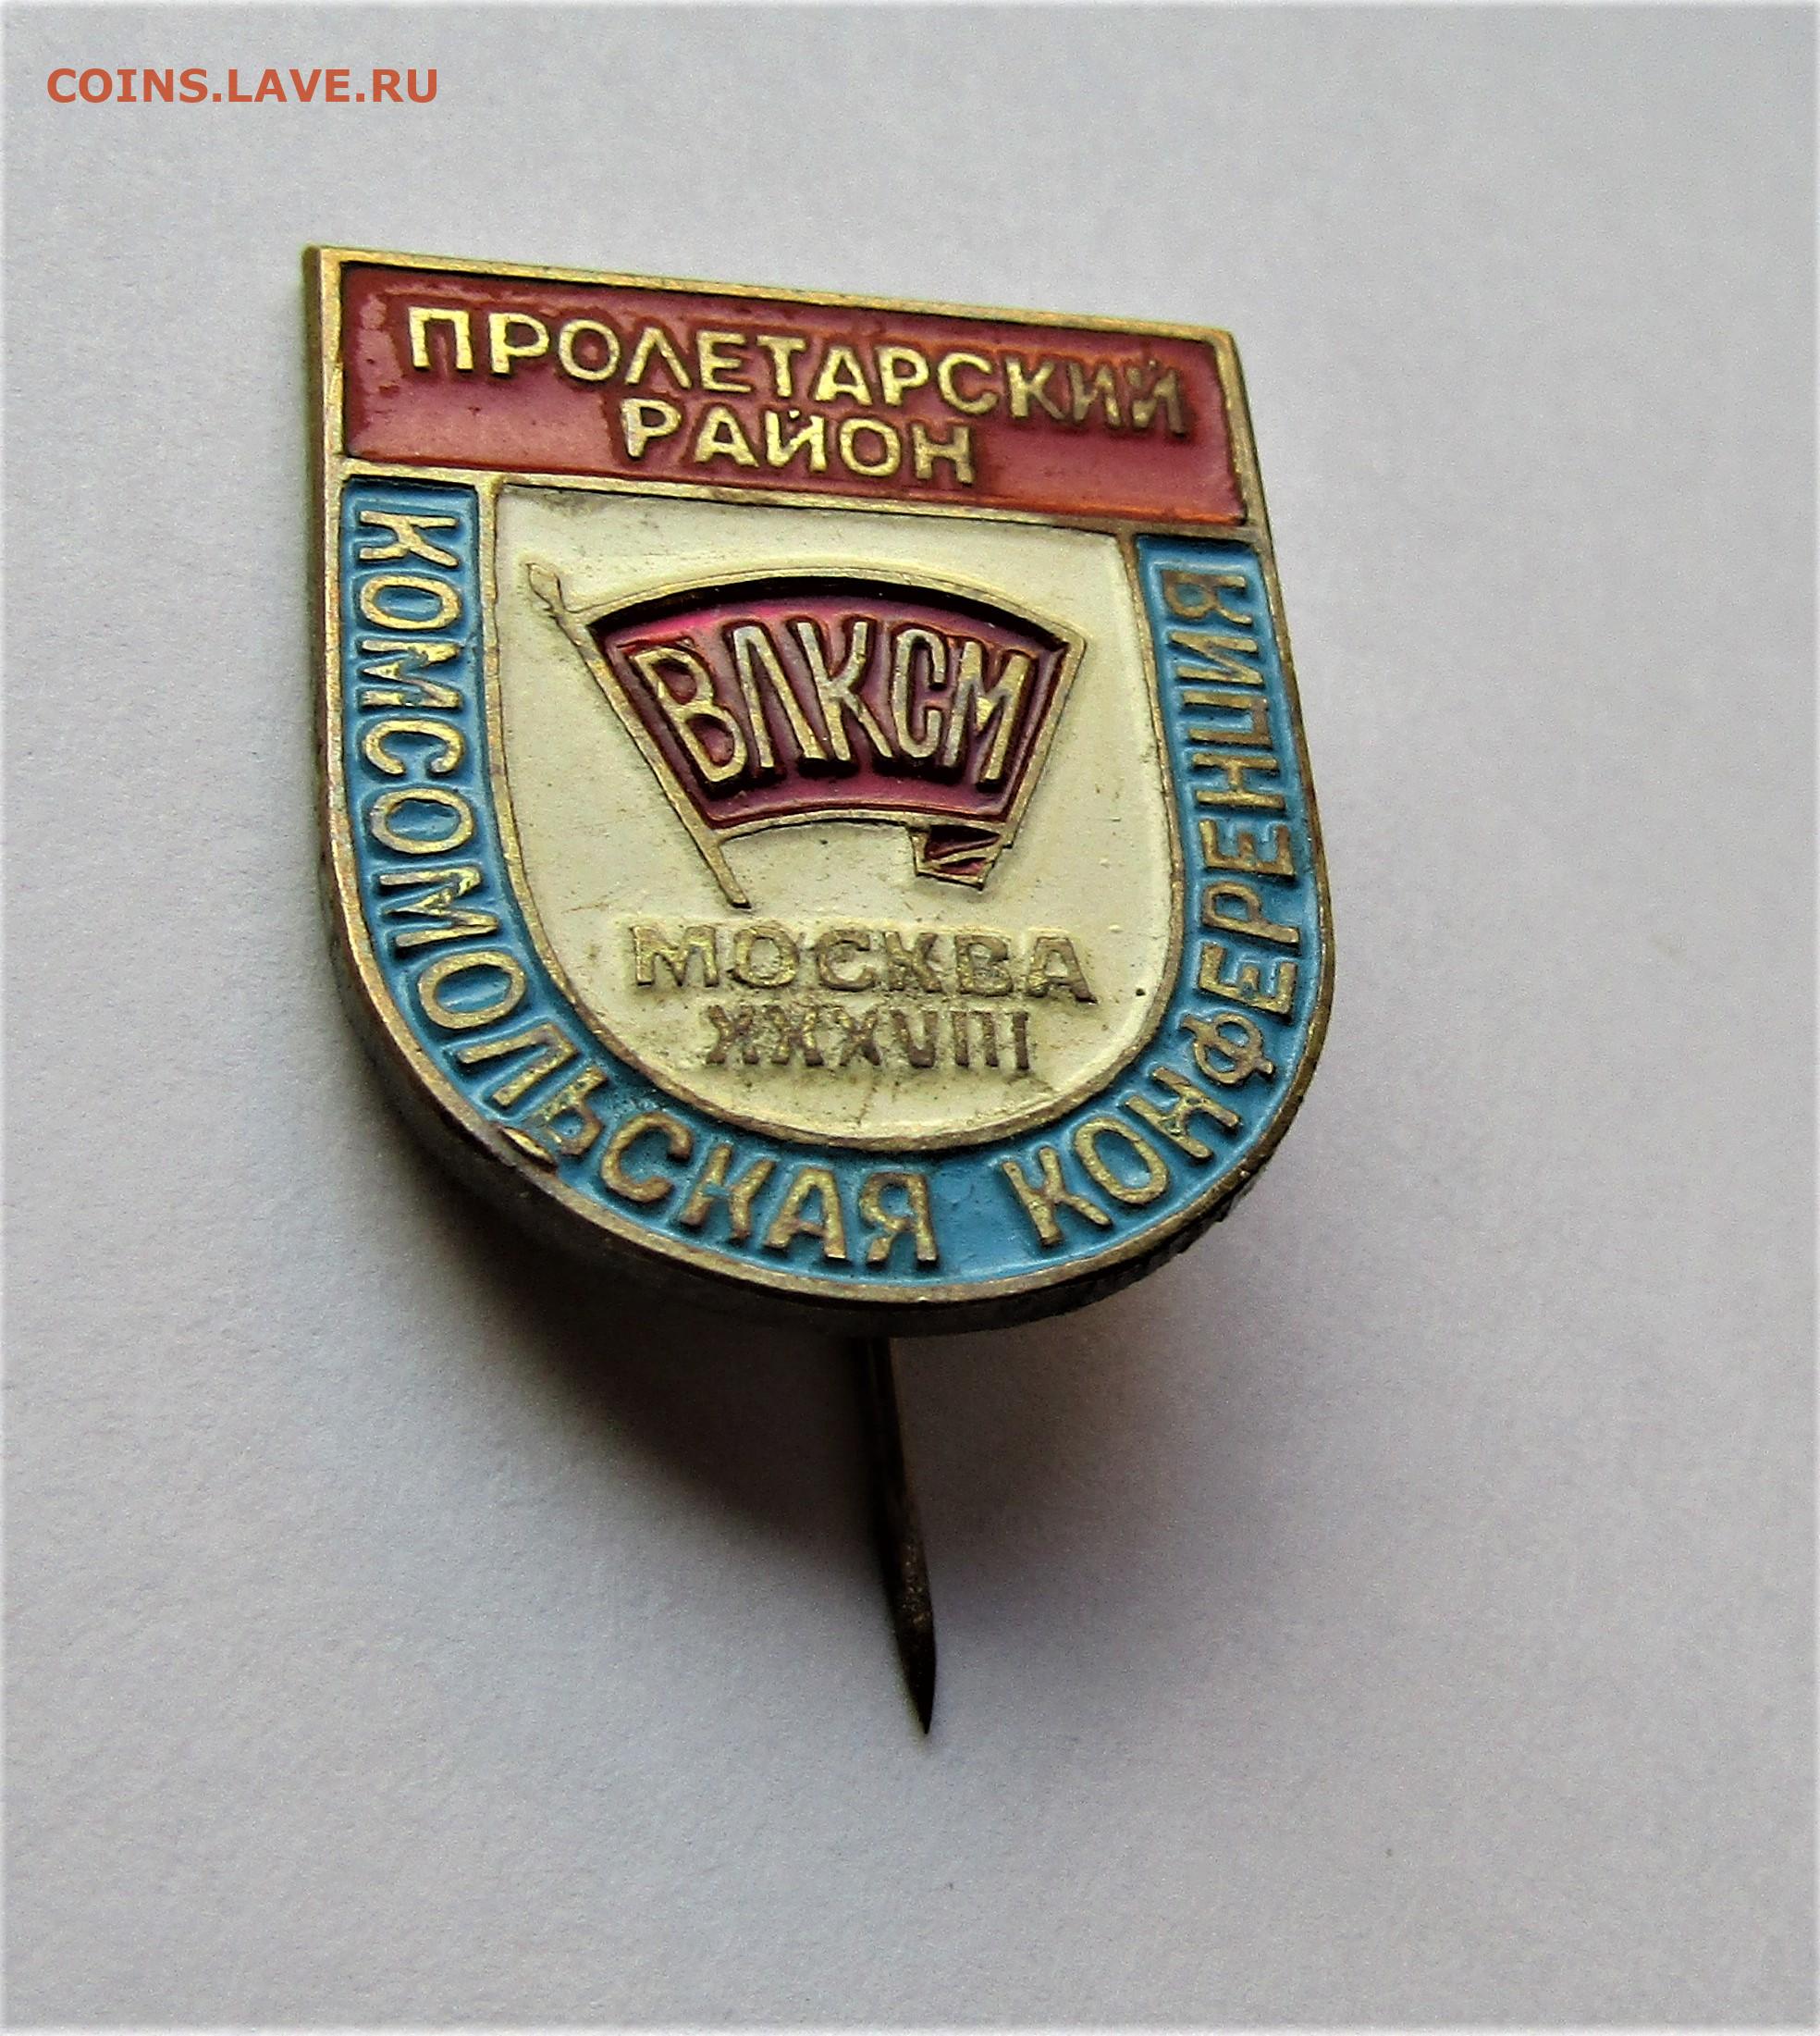 COINS.LAVE.RU
ПРОЛЕТАРСКИЙ
РАЙОН
ВЛКСМ
МОСКВА
XXXVIII
КОМСОМОЛЬСКАЯ КОНФЕРЕНЦИЯ